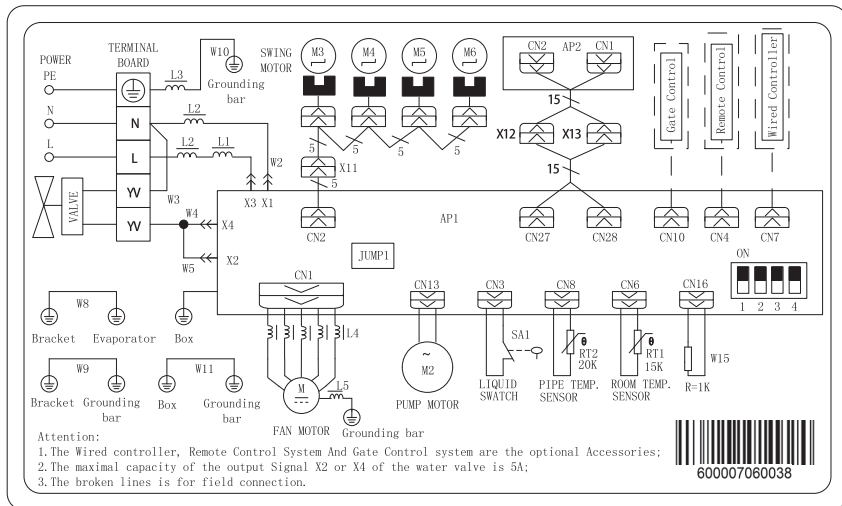 POWER
TERMINAL
BOARD
PE
N
L
N
L
YV
YV
VALVE
L3
W10
Grounding
bar
L2
L2
L1
W2
W3
W4
W5
X3
X1
X4
X2
SWING
MOTOR
M3
M4
M5
M6
5
5
5
5
X11
5
CN2
AP2
CN2
CN1
15
X12
X13
15
CN27
CN28
Gate Control
Remote Control
Wired Controller
CN10
CN4
CN7
AP1
JUMP1
ON
1 2 3 4
CN1
L4
M
L5
FAN MOTOR
Grounding bar
CN13
~
M2
PUMP MOTOR
CN3
SA1
LIQUID
SWATCH
CN8
θ
RT2
20K
PIPE TEMP.
SENSOR
CN6
θ
RT1
15K
ROOM TEMP.
SENSOR
CN16
W15
R=1K
W8
Bracket
Evaporator
Box
W9
Bracket
Grounding
bar
W11
Box
Grounding
bar
Attention:
1.The Wired controller, Remote Control System And Gate Control system are the optional Accessories;
2.The maximal capacity of the output Signal X2 or X4 of the water valve is 5A;
3.The broken lines is for field connection.
600007060038